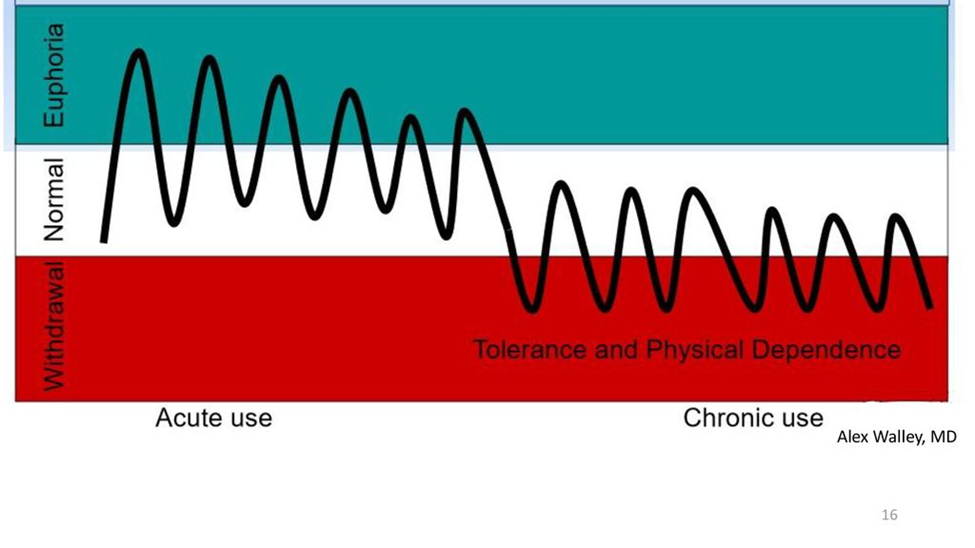 Euphoria
Normal
Withdrawal
Tolerance and Physical Dependence
Acute use
Chronic use
Alex Walley, MD
16